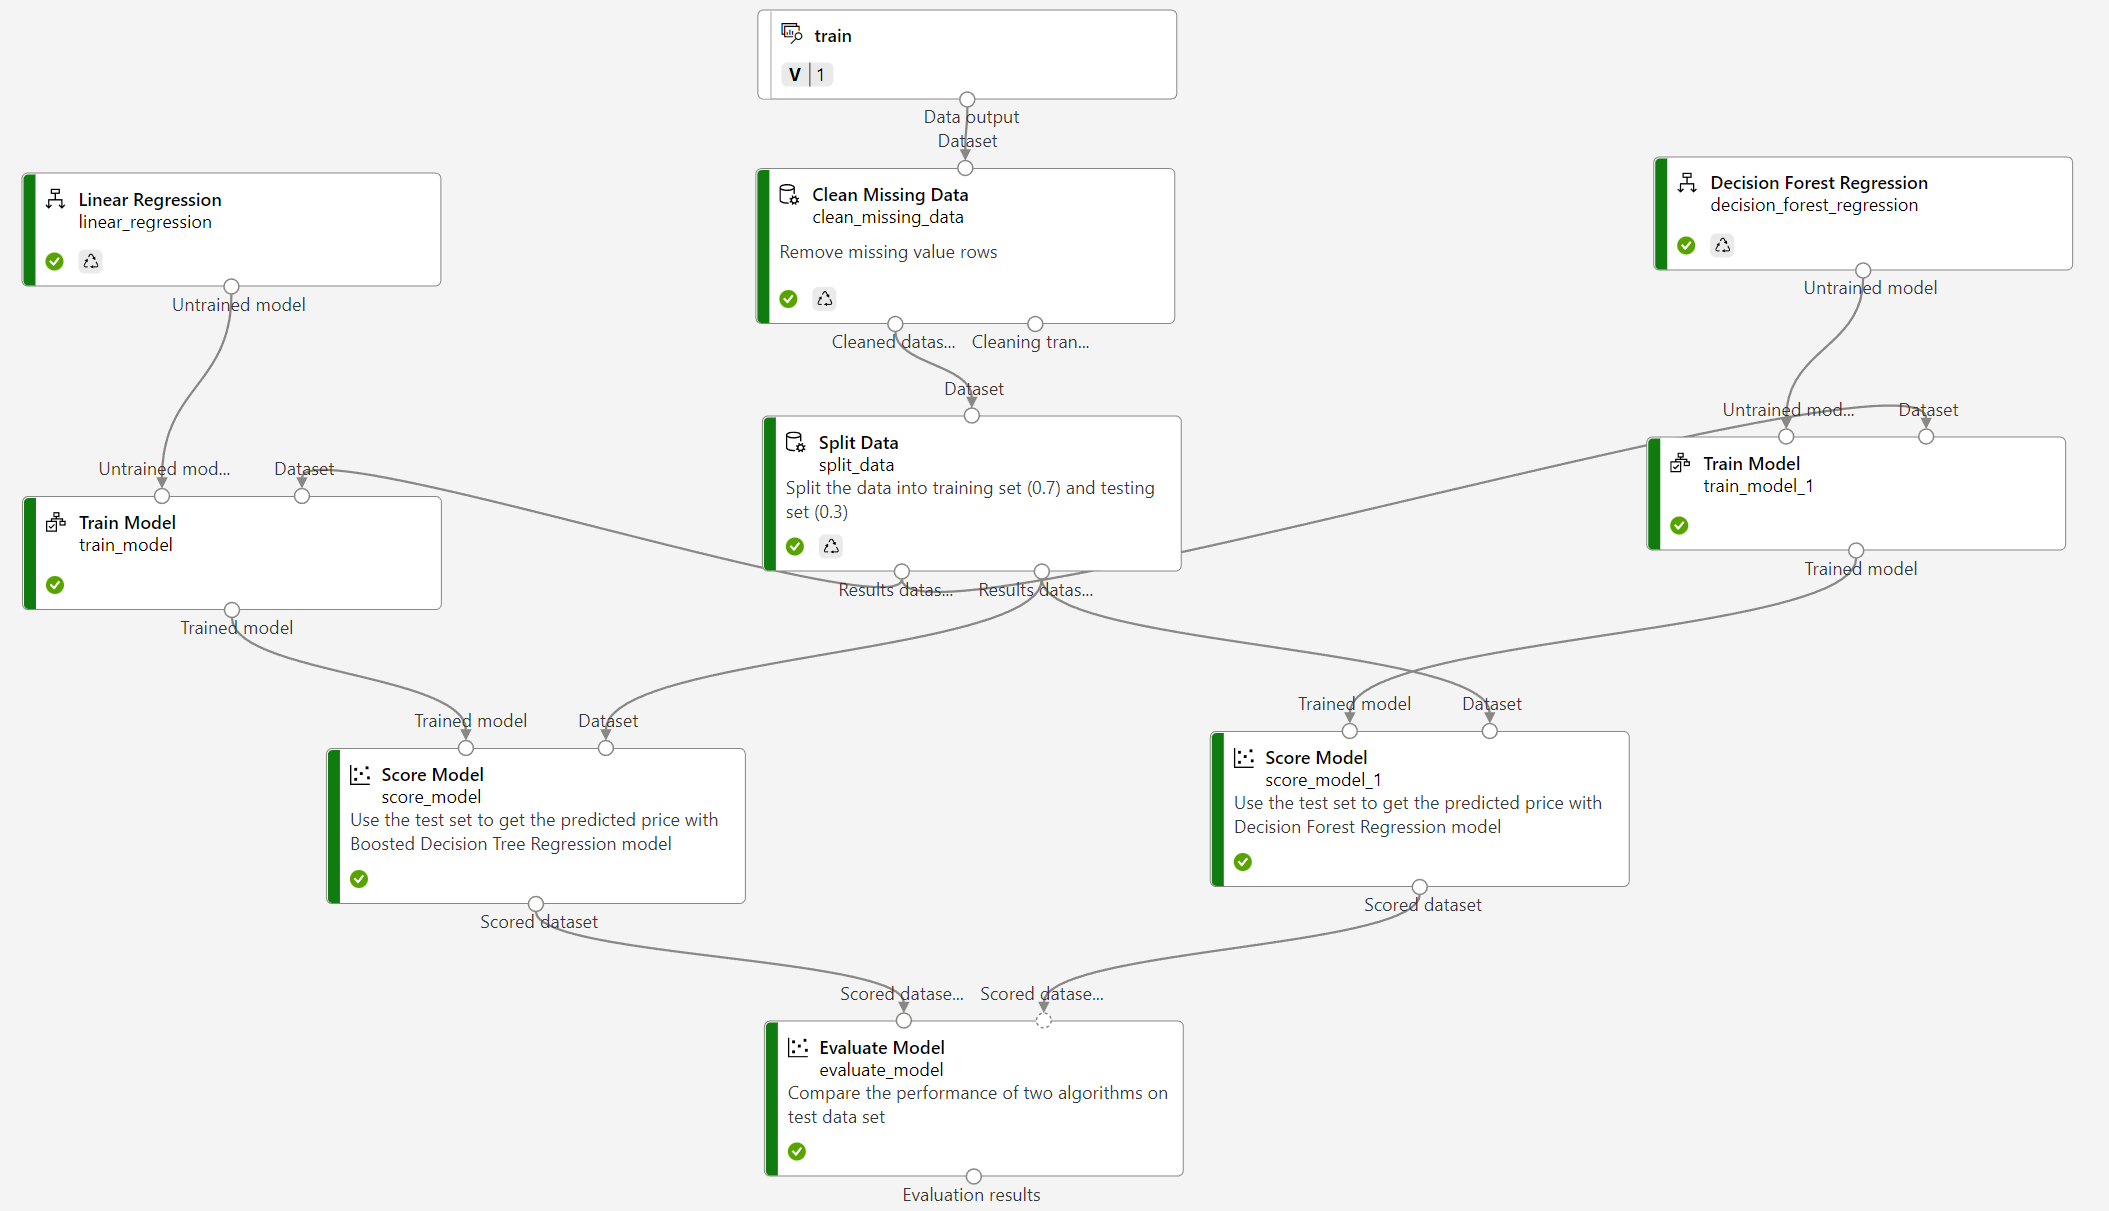 train
V 1
Data output
Dataset
Linear Regression
linear_regression
Untrained model
Clean Missing Data
clean_missing_data
Remove missing value rows
Cleaned datas...
Cleaning tran...
Decision Forest Regression
decision_forest_regression
Untrained model
Dataset
Split Data
split_data
Split the data into training set (0.7) and testing
set (0.3)
Results datas...
Results datas...
Untrained mod...
Dataset
Train Model
train_model
Trained model
Untrained mod...
Dataset
Train Model
train_model_1
Trained model
Trained model
Dataset
Score Model
score_model
Use the test set to get the predicted price with
Boosted Decision Tree Regression model
Scored dataset
Trained model
Dataset
Score Model
score_model_1
Use the test set to get the predicted price with
Decision Forest Regression model
Scored dataset
Scored datase...
Scored datase...
Evaluate Model
evaluate_model
Compare the performance of two algorithms on
test data set
Evaluation results